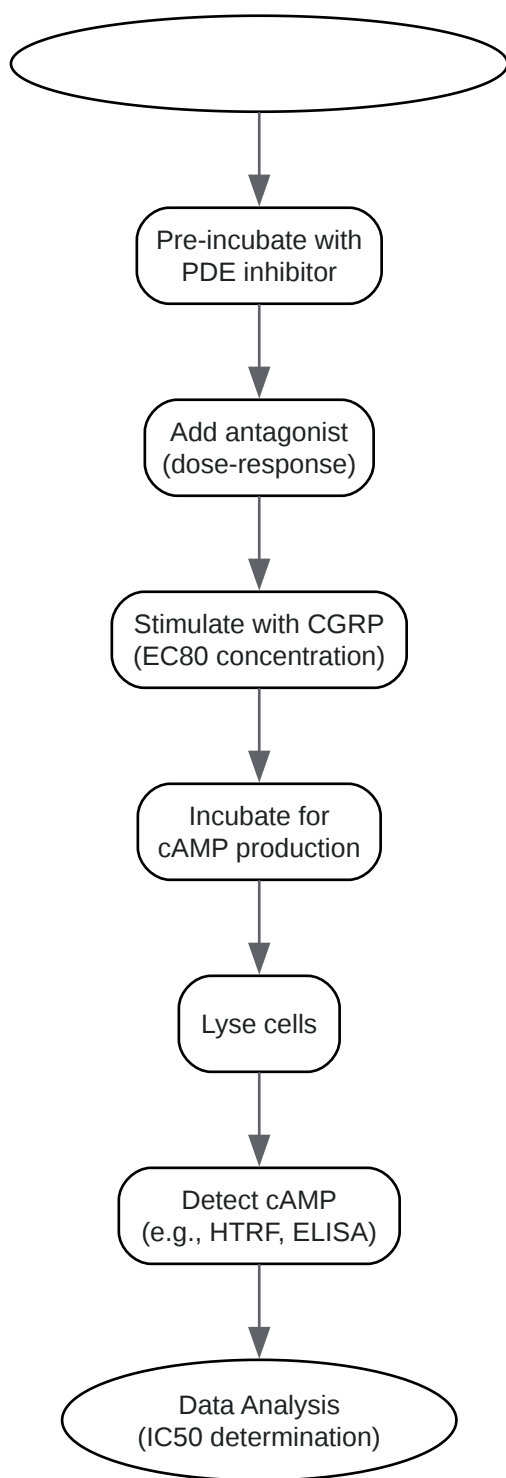 Pre-incubate with
PDE inhibitor
Add antagonist
(dose-response)
Stimulate with CGRP
(EC80 concentration)
Incubate for
cAMP production
Lyse cells
Detect cAMP
(e.g., HTRF, ELISA)
Data Analysis
(IC50 determination)